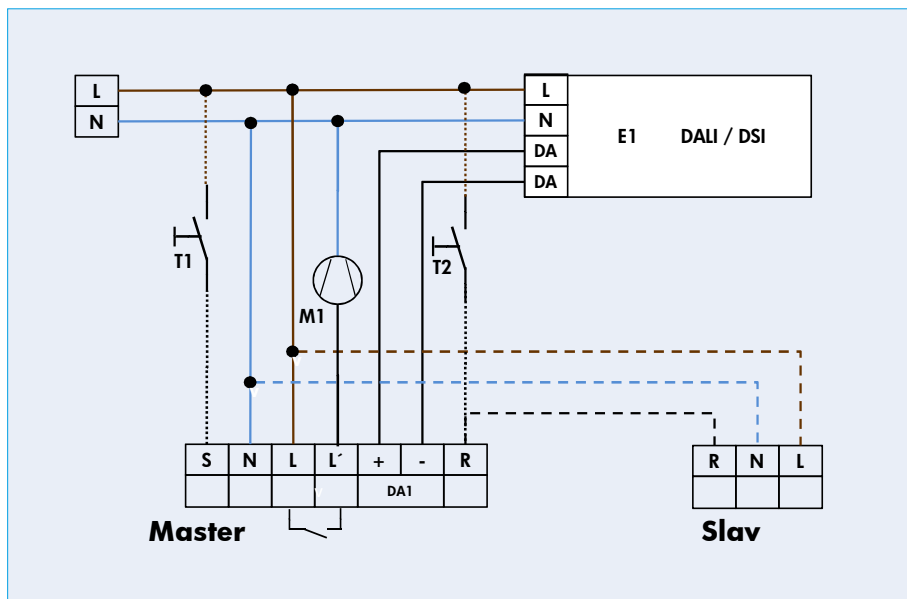 L L
N N E1 DALI / DSI
DA
DA
T1 T2
M1
S N L L´ + - R R N L
DA1
Master Slav